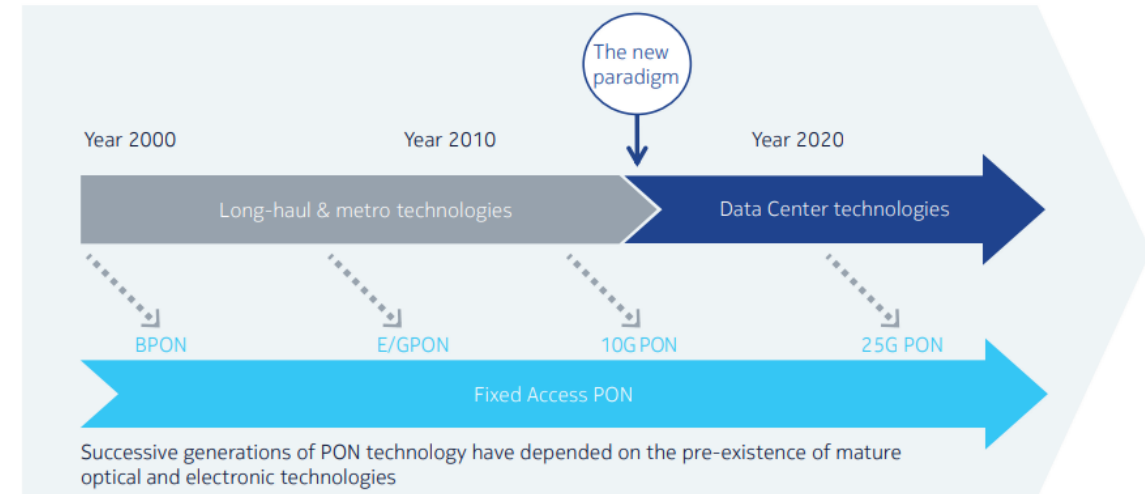 The new
paradigm
Year 2000
Year 2010
Year 2020
Long-haul & metro technologies
Data Center technologies
BPON
E/GPON
10G PON
25G PON
Fixed Access PON
Successive generations of PON technology have depended on the pre-existence of mature
optical and electronic technologies